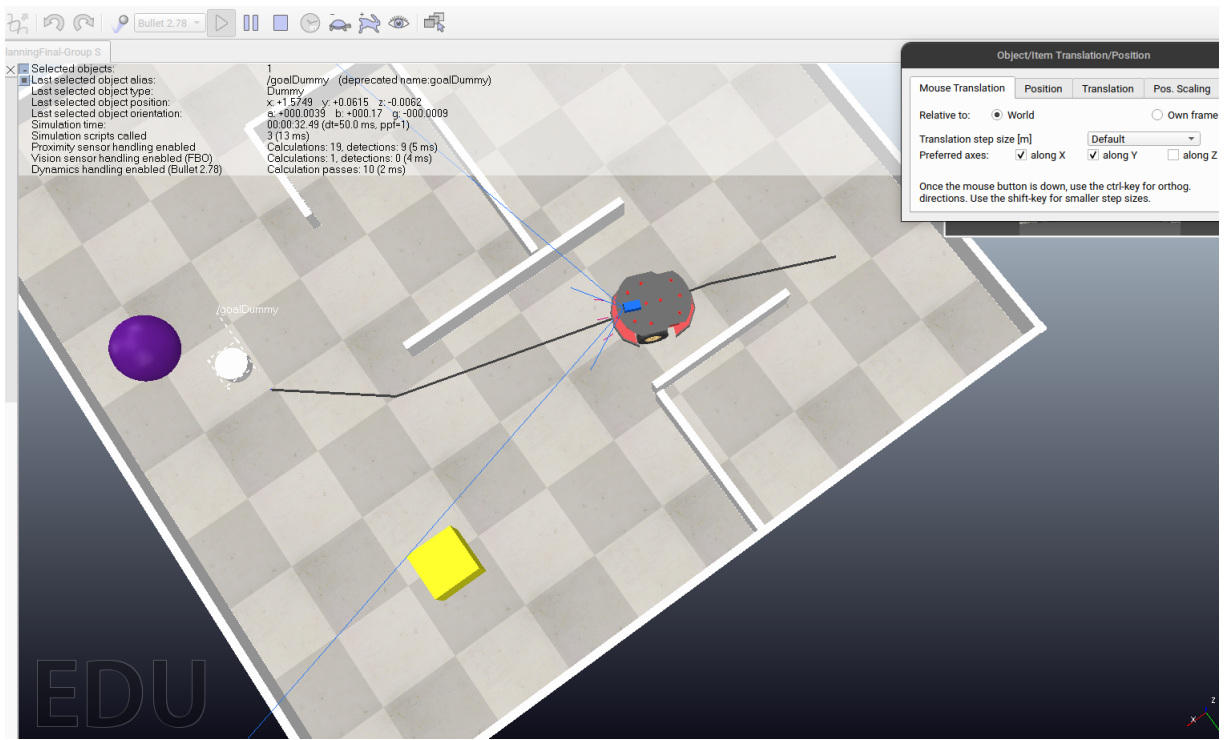 Bullet 2.78
lanningFinal-Group S
Selected objects: 1
Last selected object alias: /goalDummy (deprecated name:goalDummy)
Last selected object type: Dummy
Last selected object position: x: +1.5749 y: +0.0615 z: -0.0062
Last selected object orientation: a: +000.0039 b: +000.17 g: -000.0009
Simulation time: 00:00:32.49 (dt=50.0 ms, ppf=1)
Simulation scripts called 3 (13 ms)
Proximity sensor handling enabled Calculations: 19, detections: 9 (5 ms)
Vision sensor handling enabled (FBO) Calculations: 1, detections: 0 (4 ms)
Dynamics handling enabled (Bullet 2.78) Calculation passes: 10 (2 ms)
Object/Item Translation/Position
Mouse Translation Position Translation Pos. Scaling
Relative to: World Own frame
Translation step size [m] Default
Preferred axes: along X along Y along Z
Once the mouse button is down, use the ctrl-key for orthog.
directions. Use the shift-key for smaller step sizes.
/goalDummy
EDU
z
x